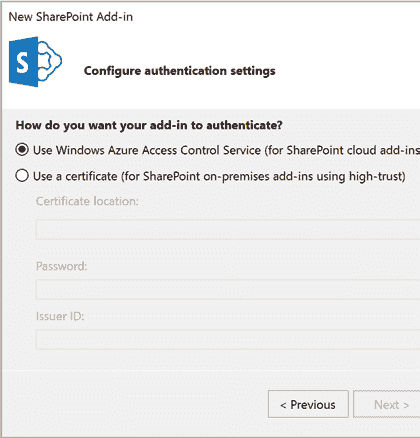 New SharePoint Add-in
S
Configure authentication settings
How do you want your add-in to authenticate?
Use Windows Azure Access Control Service (for SharePoint cloud add-ins
Use a certificate (for SharePoint on-premises add-ins using high-trust)
Certificate location:
Password:
Issuer ID:
< Previous
Next >